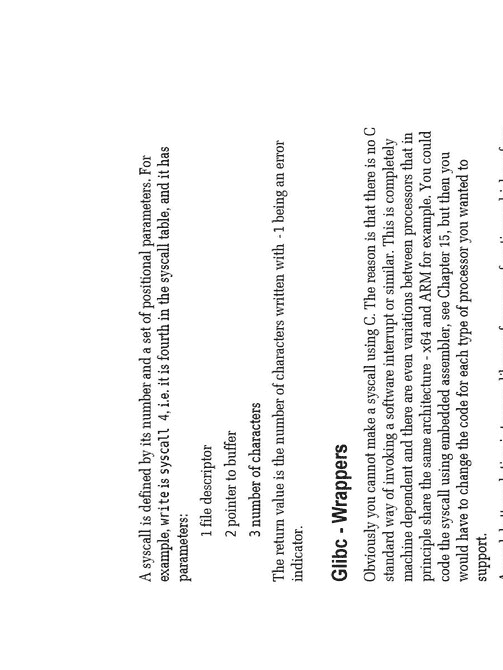 A syscall is defined by its number and a set of positional parameters. For
example, write is syscall 4, i.e. it is fourth in the syscall table, and it has
parameters:
1 file descriptor
2 pointer to buffer
3 number of characters
The return value is the number of characters written with -1 being an error
indicator.
Glibc - Wrappers
Obviously you cannot make a syscall using C. The reason is that there is no C
standard way of invoking a software interrupt or similar. This is completely
machine dependent and there are even variations between processors that in
principle share the same architecture - x64 and ARM for example. You could
code the syscall using embedded assembler, see Chapter 15, but then you
would have to change the code for each type of processor you wanted to
support.